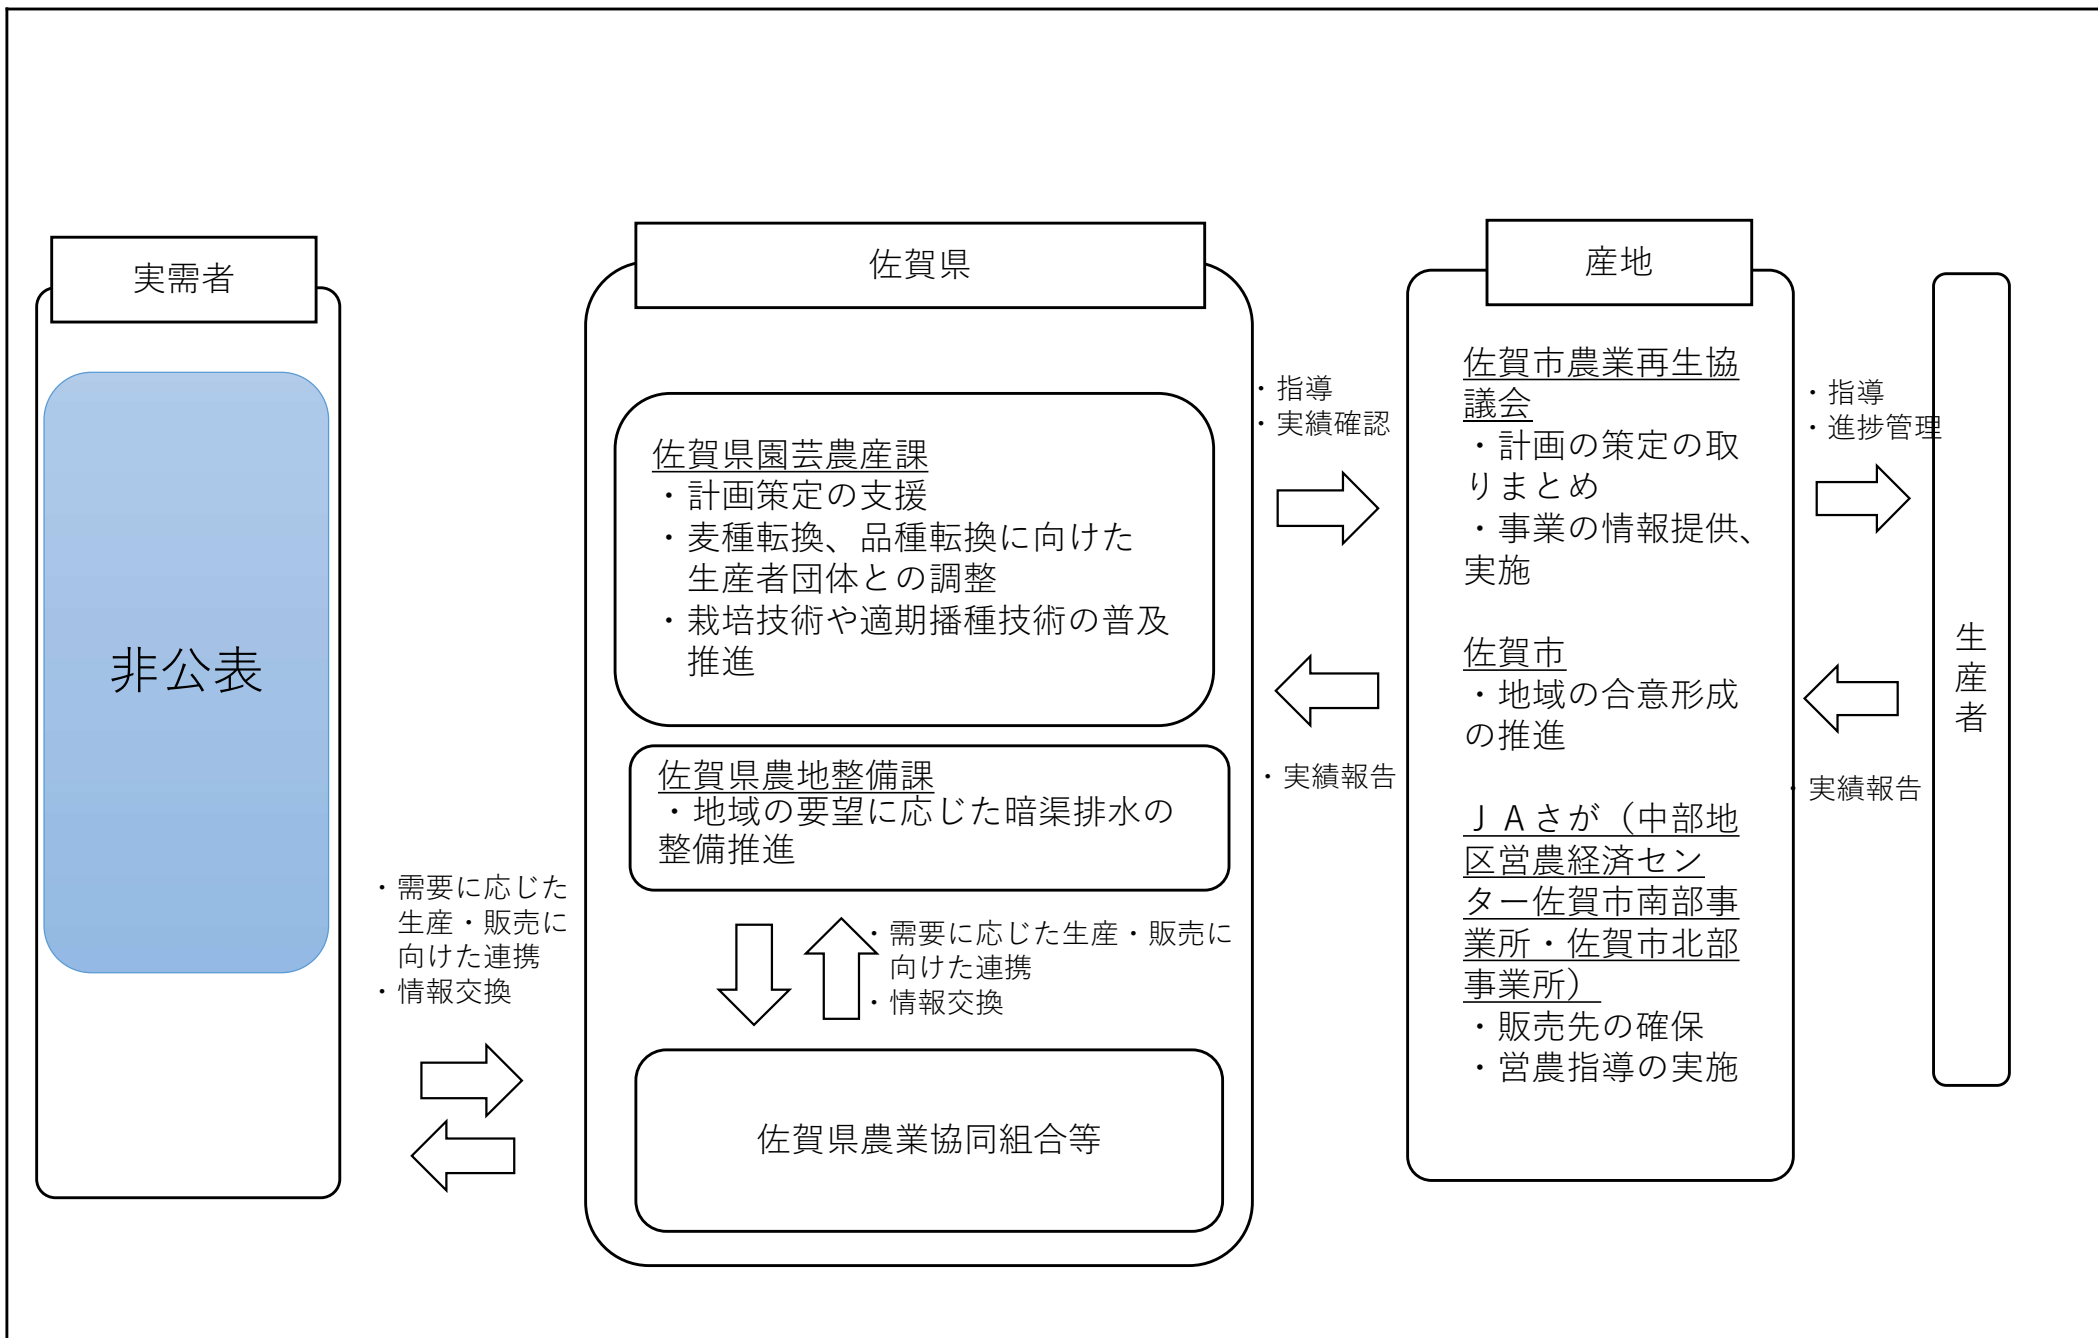 実需者
非公表
・需要に応じた
生産・販売に
向けた連携
・情報交換
佐賀県
佐賀県園芸農産課
・計画策定の支援
・麦種転換、品種転換に向けた
生産者団体との調整
・栽培技術や適期播種技術の普及
推進
佐賀県農地整備課
・地域の要望に応じた暗渠排水の
整備推進
・需要に応じた生産・販売に
向けた連携
・情報交換
佐賀県農業協同組合等
・指導
・実績確認
・実績報告
産地
佐賀市農業再生協
議会
・計画の策定の取
りまとめ
・事業の情報提供、
実施
佐賀市
・地域の合意形成
の推進
ＪＡさが（中部地
区営農経済セン
ター佐賀市南部事
業所・佐賀市北部
事業所）
・販売先の確保
・営農指導の実施
・指導
・進捗管理
・実績報告
生産者